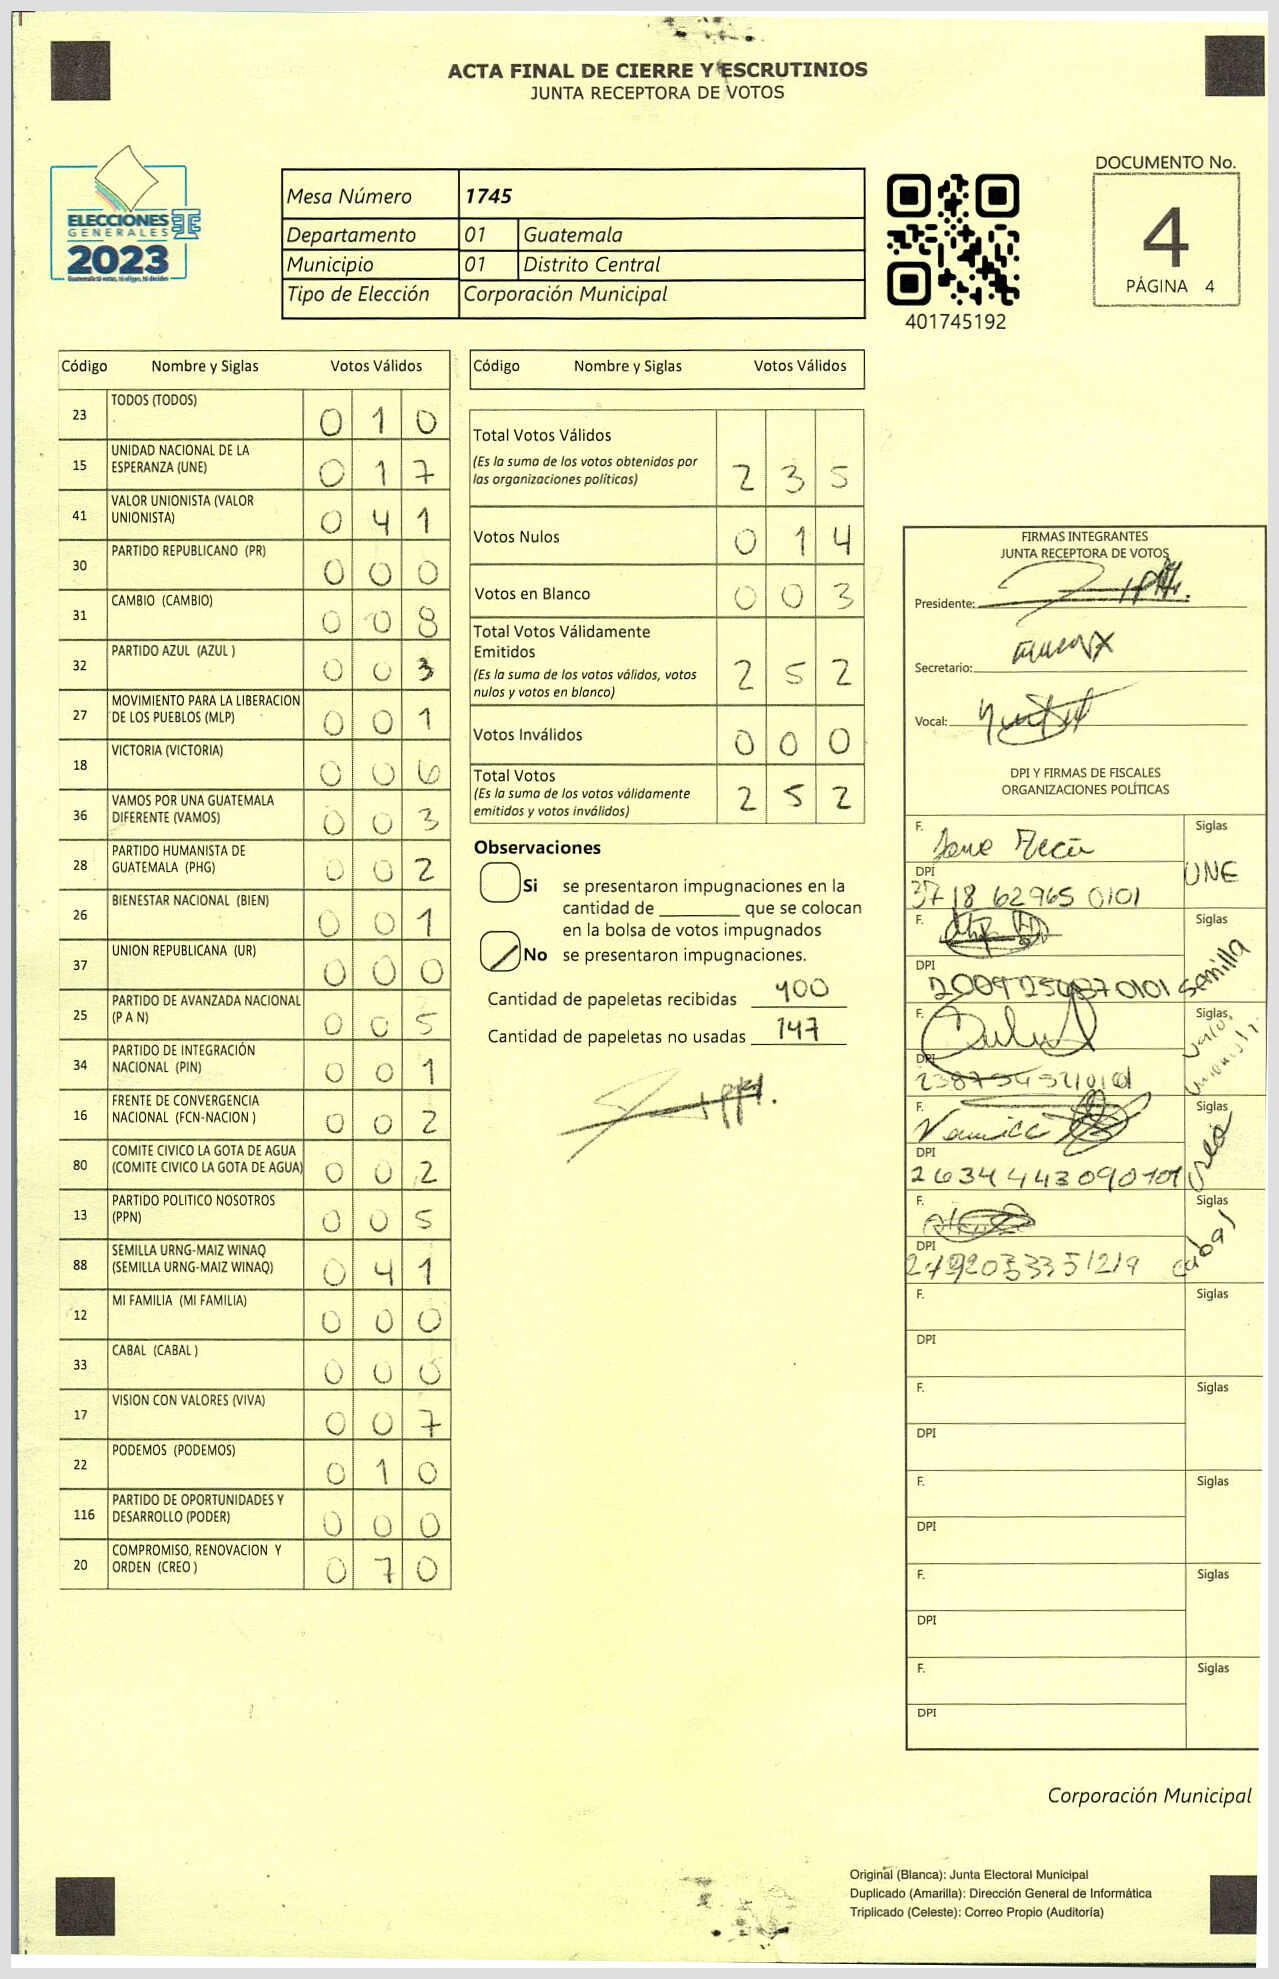 ACTA FINAL DE CIERRE Y ESCRUTINIOS
JUNTA RECEPTORA DE VOTOS
ELECCIONES
GENERALES
2023
Mesa Número 1745
Departamento 01 Guatemala
Municipio 01 Distrito Central
Tipo de Elección Corporación Municipal
401745192
DOCUMENTO No.
4
PÁGINA 4
Código Nombre y Siglas Votos Válidos
23 TODOS (TODOS) 0 1 0
15 UNIDAD NACIONAL DE LA
ESPERANZA (UNE) 0 1 7
41 VALOR UNIONISTA (VALOR
UNIONISTA) 0 4 1
30 PARTIDO REPUBLICANO (PR) 0 0 0
31 CAMBIO (CAMBIO) 0 0 8
32 PARTIDO AZUL (AZUL ) 0 0 3
27 MOVIMIENTO PARA LA LIBERACION
DE LOS PUEBLOS (MLP) 0 0 1
18 VICTORIA (VICTORIA) 0 0 6
36 VAMOS POR UNA GUATEMALA
DIFERENTE (VAMOS) 0 0 3
28 PARTIDO HUMANISTA DE
GUATEMALA (PHG) 0 0 2
26 BIENESTAR NACIONAL (BIEN) 0 0 1
37 UNION REPUBLICANA (UR) 0 0 0
25 PARTIDO DE AVANZADA NACIONAL
(P A N) 0 0 5
34 PARTIDO DE INTEGRACIÓN
NACIONAL (PIN) 0 0 1
16 FRENTE DE CONVERGENCIA
NACIONAL (FCN-NACION ) 0 0 2
80 COMITE CIVICO LA GOTA DE AGUA
(COMITE CIVICO LA GOTA DE AGUA) 0 0 2
13 PARTIDO POLITICO NOSOTROS
(PPN) 0 0 5
88 SEMILLA URNG-MAIZ WINAQ
(SEMILLA URNG-MAIZ WINAQ) 0 4 1
12 MI FAMILIA (MI FAMILIA) 0 0 0
33 CABAL (CABAL ) 0 0
17 VISION CON VALORES (VIVA) 0 0 7
22 PODEMOS (PODEMOS) 0 1 0
116 PARTIDO DE OPORTUNIDADES Y
DESARROLLO (PODER) 0 0 0
20 COMPROMISO, RENOVACION Y
ORDEN (CREO ) 0 7 0
Código Nombre y Siglas Votos Válidos
Total Votos Válidos
(Es la suma de los votos obtenidos por
las organizaciones políticas) 2 3 5
Votos Nulos 0 1 4
Votos en Blanco 0 0 3
Total Votos Válidamente
Emitidos
(Es la suma de los votos válidos, votos
nulos y votos en blanco) 2 5 2
Votos Inválidos 0 0 0
Total Votos
(Es la suma de los votos válidamente
emitidos y votos inválidos) 2 5 2
Observaciones
Si se presentaron impugnaciones en la
cantidad de ________ que se colocan
en la bolsa de votos impugnados
No se presentaron impugnaciones.
Cantidad de papeletas recibidas 400
Cantidad de papeletas no usadas 147
FIRMAS INTEGRANTES
JUNTA RECEPTORA DE VOTOS
Presidente:
Secretario:
Vocal:
DPI Y FIRMAS DE FISCALES
ORGANIZACIONES POLÍTICAS
F. Siglas
UNE
DPI
3718 62965 0101
F. Siglas
Semilla
DPI
F. Siglas
DPI
F. Siglas
Creo
DPI
2634 443090101
F. Siglas
cabal
DPI
F. Siglas
DPI
F. Siglas
DPI
F. Siglas
DPI
F. Siglas
DPI
F. Siglas
DPI
Corporación Municipal
Original (Blanca): Junta Electoral Municipal
Duplicado (Amarilla): Dirección General de Informática
Triplicado (Celeste): Correo Propio (Auditoría)